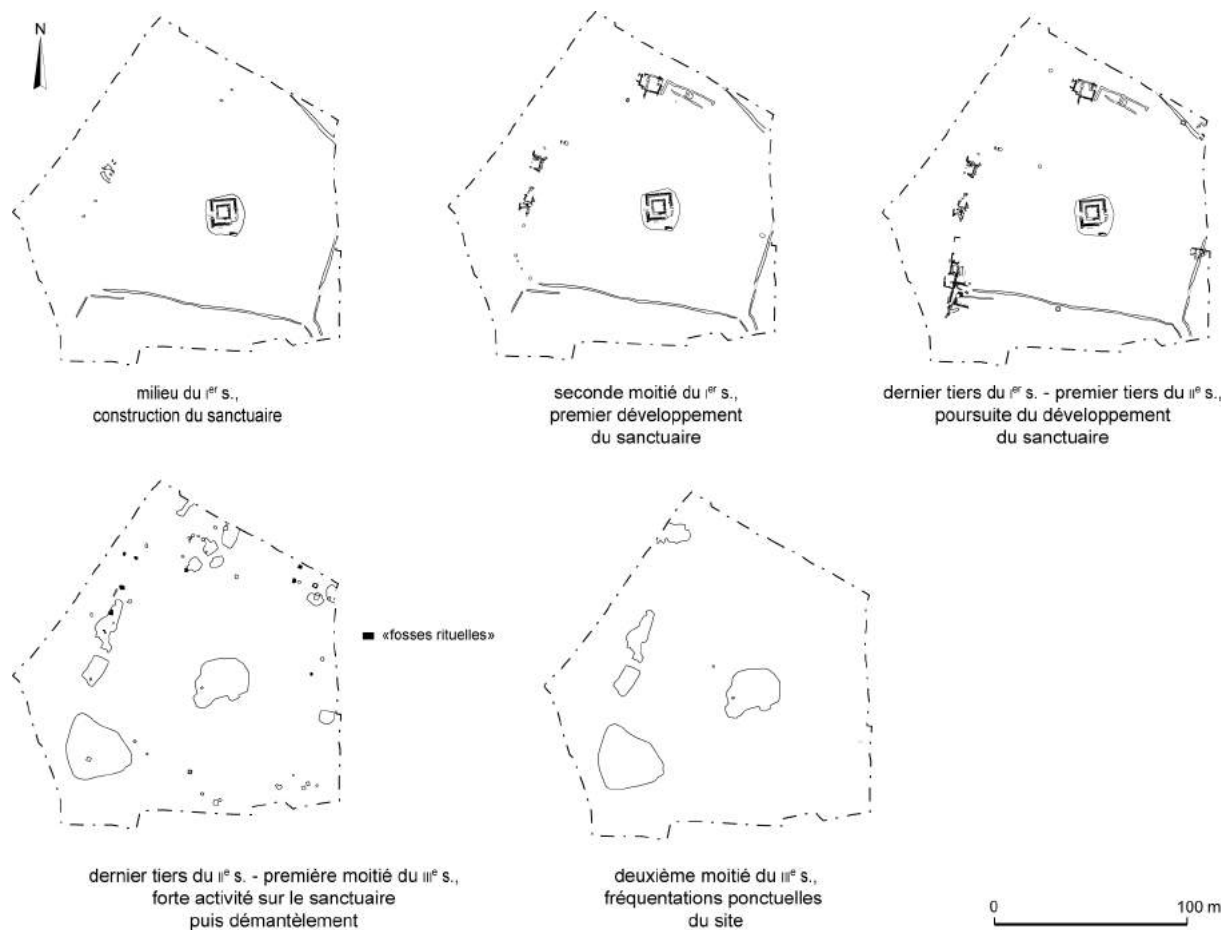 N
milieu du Ier s.,
construction du sanctuaire
seconde moitié du Ier s.,
premier développement
du sanctuaire
dernier tiers du Ier s. - premier tiers du IIe s.,
poursuite du développement
du sanctuaire
«fosses rituelles»
dernier tiers du IIe s. - première moitié du IIIe s.,
forte activité sur le sanctuaire
puis démantèlement
deuxième moitié du IIIe s.,
fréquentations ponctuelles
du site
0 100 m